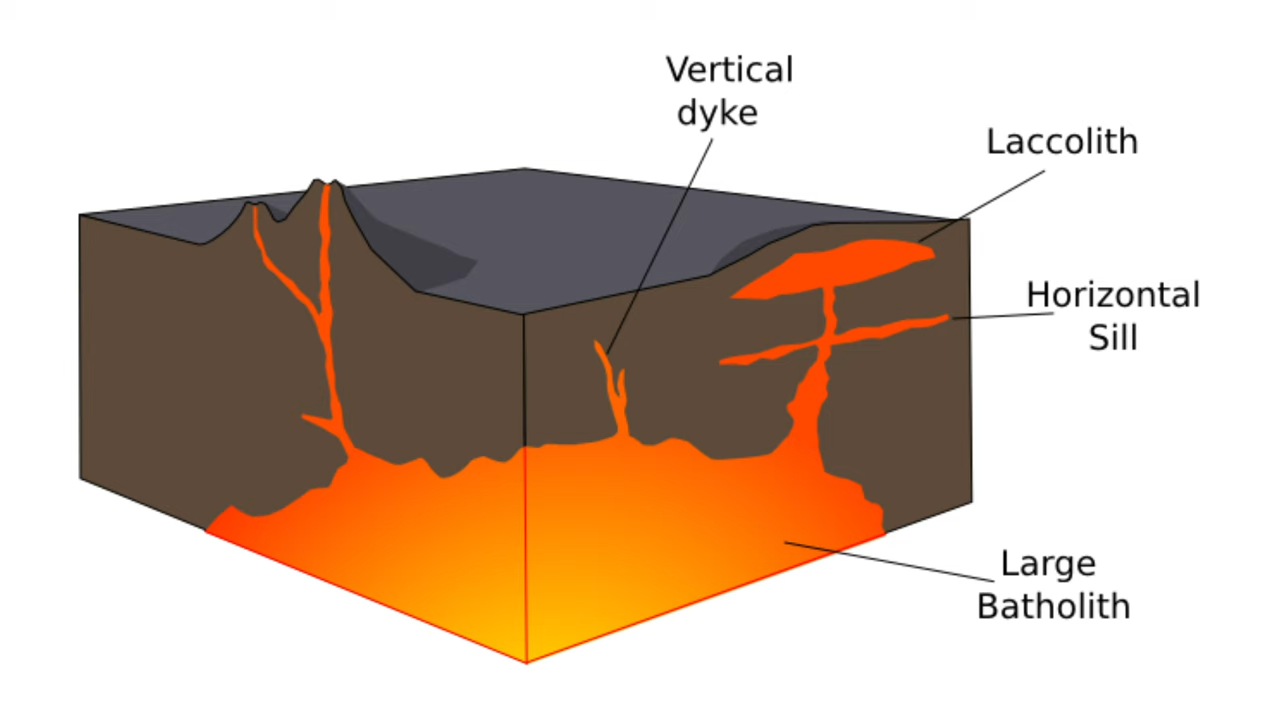 Vertical
dyke
Laccolith
Horizontal
Sill
Large
Batholith